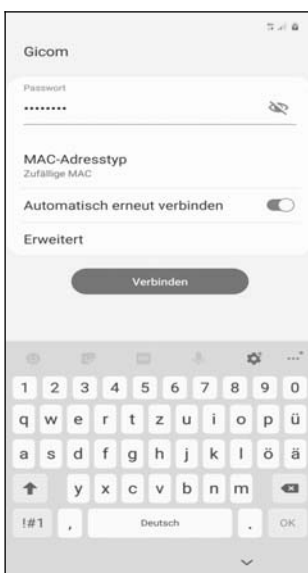 Gicom
Passwort
••••••••
MAC-Adresstyp
Zufällige MAC
Automatisch erneut verbinden
Erweitert
Verbinden
1 2 3 4 5 6 7 8 9 0
q w e r t z u i o p ü
a s d f g h j k l ö ä
y x c v b n m
!#1 , Deutsch . OK